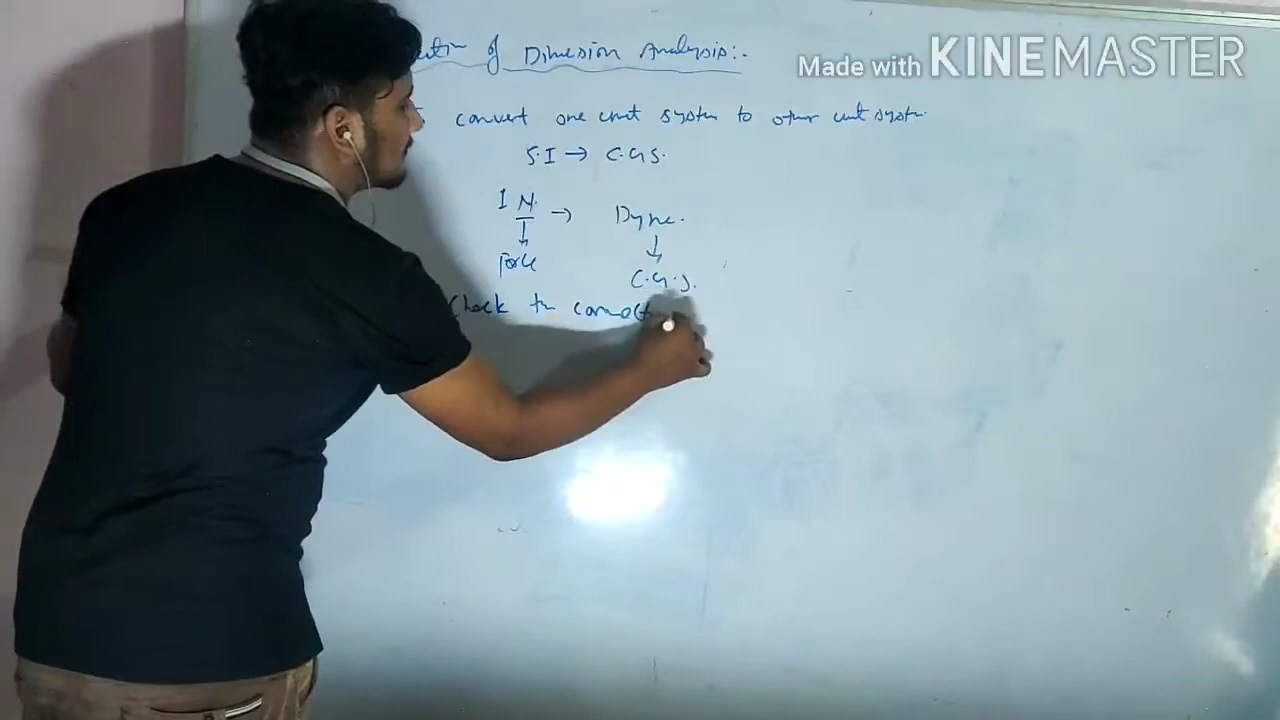 of Dimesion Analysis:-
Made with KINEMASTER
convert one unit system to other unit system
S.I → C.G.S.
1 N. → Dyne.
Force
C.G.S.
Check the correct